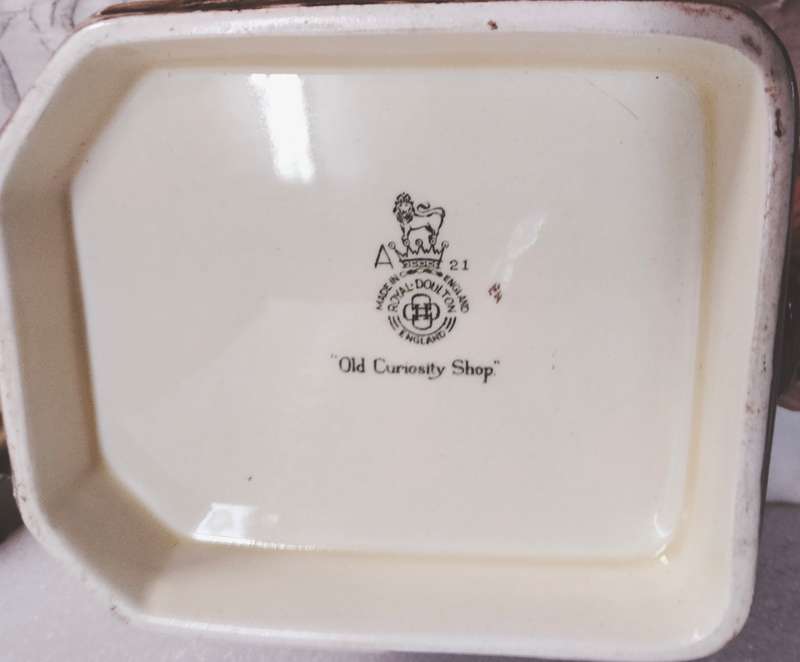 A 21
MADE IN ENGLAND
ROYAL·DOULTON
ENGLAND
"Old Curiosity Shop."